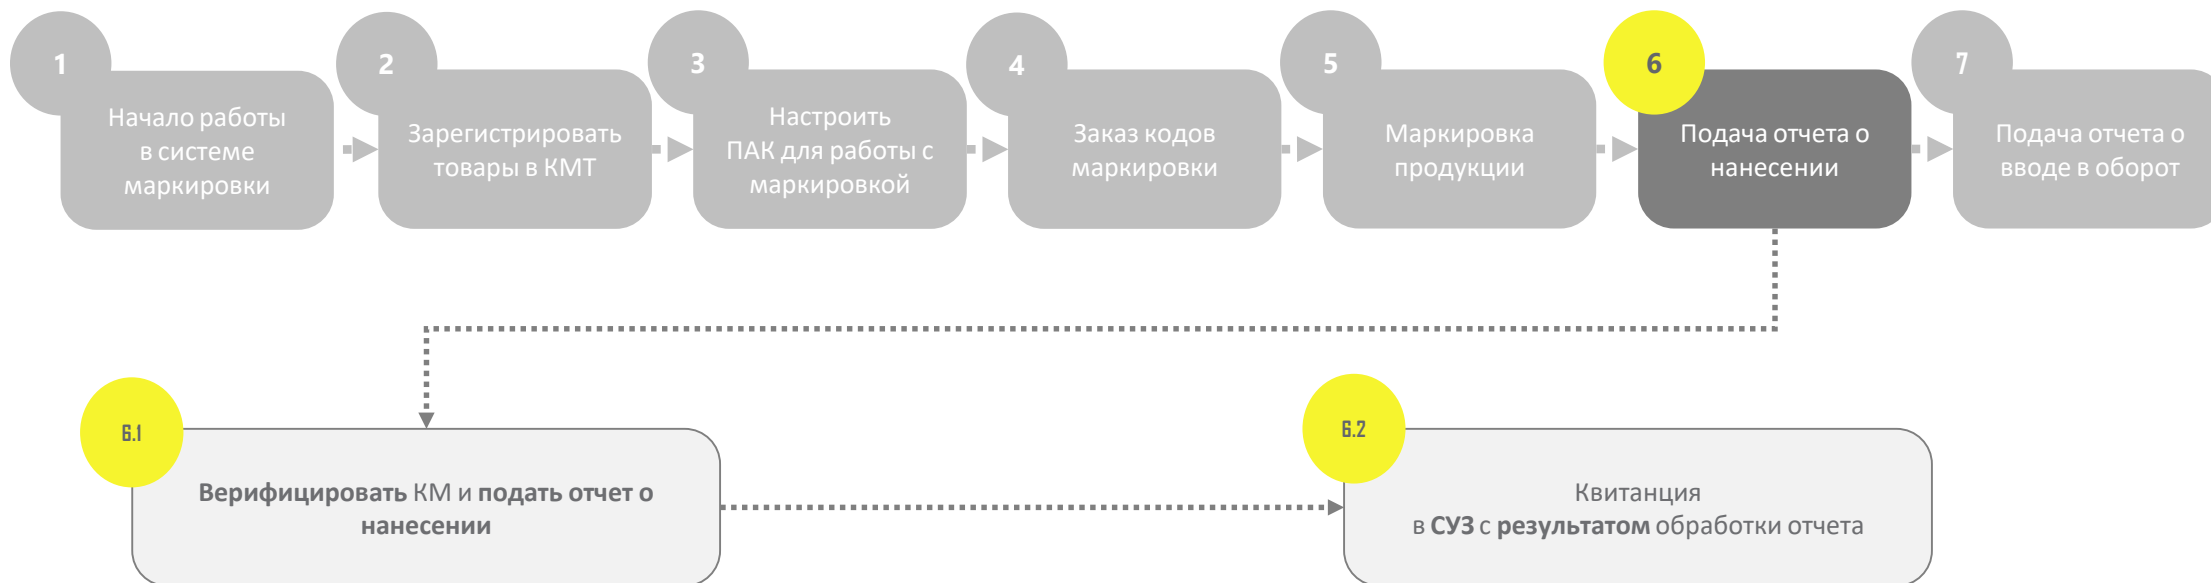 1
Начало работы
в системе
маркировки
2
Зарегистрировать
товары в КМТ
3
Настроить
ПАК для работы с
маркировкой
4
Заказ кодов
маркировки
5
Маркировка
продукции
6
Подача отчета о
нанесении
7
Подача отчета о
вводе в оборот
6.1
Верифицировать КМ и подать отчет о
нанесении
6.2
Квитанция
в СУЗ с результатом обработки отчета